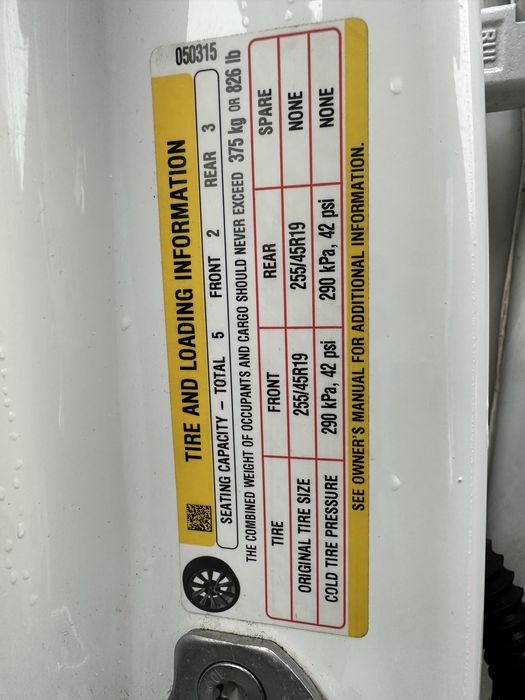 050315
TIRE AND LOADING INFORMATION
SEATING CAPACITY – TOTAL 5 FRONT 2 REAR 3
THE COMBINED WEIGHT OF OCCUPANTS AND CARGO SHOULD NEVER EXCEED 375 kg OR 826 lb
TIRE FRONT REAR SPARE
ORIGINAL TIRE SIZE 255/45R19 255/45R19 NONE
COLD TIRE PRESSURE 290 kPa, 42 psi 290 kPa, 42 psi NONE
SEE OWNER'S MANUAL FOR ADDITIONAL INFORMATION.